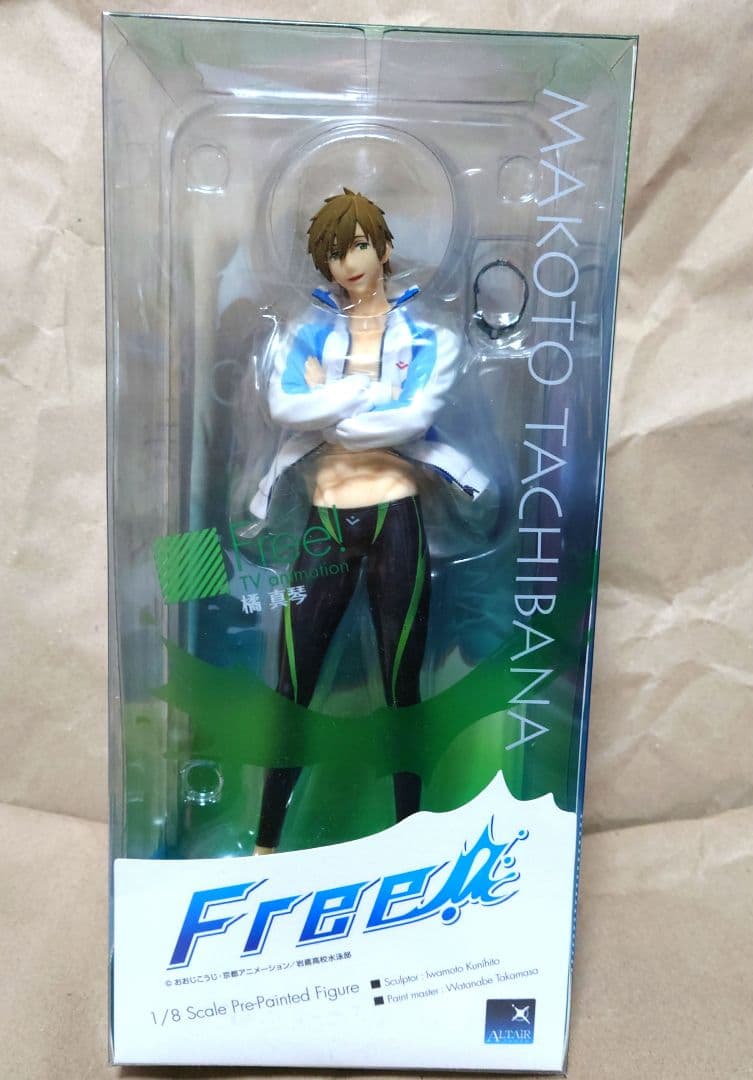 MAKOTO TACHIBANA
Free!
TV animation
橘 真琴
Free!
© おおじこうじ・京都アニメーション／岩鳶高校水泳部
1/8 Scale Pre-Painted Figure
■ Sculptor : Iwamoto Kunihito
■ Paint master : Watanabe Takamasa
ALTAIR